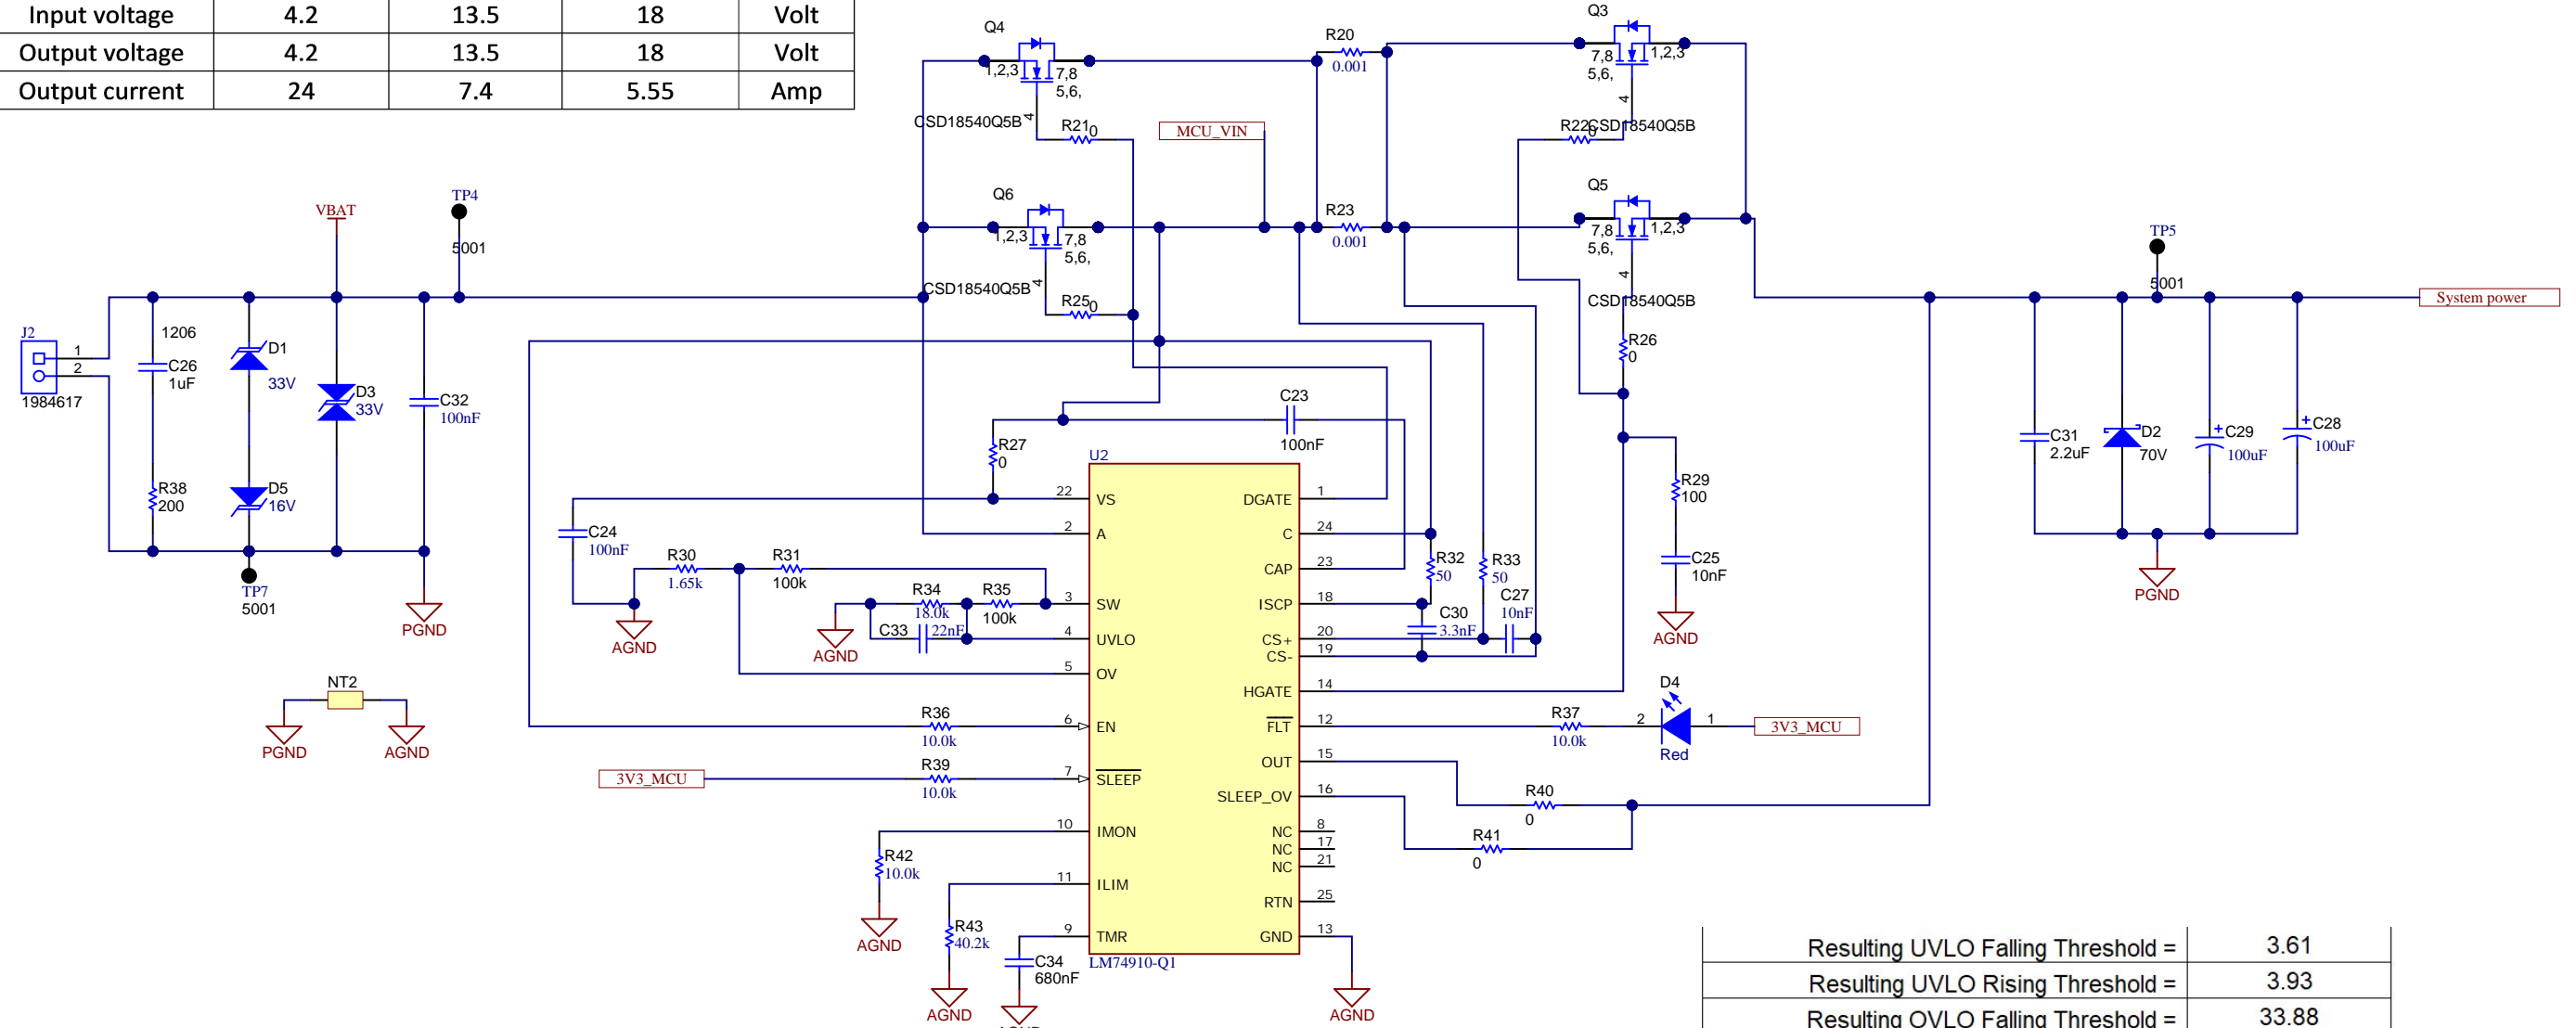 Input voltage 4.2 13.5 18 Volt
Output voltage 4.2 13.5 18 Volt
Output current 24 7.4 5.55 Amp
Q4
1,2,3
7,8
5,6,
4
CSD18540Q5B
R21
0
MCU_VIN
R20
0.001
Q3
7,8
5,6,
1,2,3
4
R22
0
CSD18540Q5B
Q6
1,2,3
7,8
5,6,
4
CSD18540Q5B
R25
0
R23
0.001
Q5
7,8
5,6,
1,2,3
4
CSD18540Q5B
R26
0
VBAT
TP4
5001
TP5
5001
System power
J2
1
2
1984617
1206
C26
1uF
R38
200
D1
33V
D5
16V
D3
33V
C32
100nF
TP7
5001
PGND
NT2
PGND
AGND
C31
2.2uF
D2
70V
C29
100uF
C28
100uF
PGND
R27
0
C23
100nF
C24
100nF
R30
1.65k
R31
100k
AGND
R34
18.0k
R35
100k
C33
22nF
AGND
R36
10.0k
3V3_MCU
R39
10.0k
R42
10.0k
AGND
R43
40.2k
AGND
C34
680nF
U2
22 VS
2 A
3 SW
4 UVLO
5 OV
6 EN
7 SLEEP
10 IMON
11 ILIM
9 TMR
DGATE 1
C 24
CAP 23
ISCP 18
CS+ 20
CS- 19
HGATE 14
FLT 12
OUT 15
SLEEP_OV 16
NC 8
NC 17
NC 21
RTN 25
GND 13
LM74910-Q1
AGND
R32
50
R33
50
C30
3.3nF
C27
10nF
R29
100
C25
10nF
AGND
R37
10.0k
D4
2
1
Red
3V3_MCU
R40
0
R41
0
Resulting UVLO Falling Threshold = 3.61
Resulting UVLO Rising Threshold = 3.93
Resulting OVLO Falling Threshold = 33.88